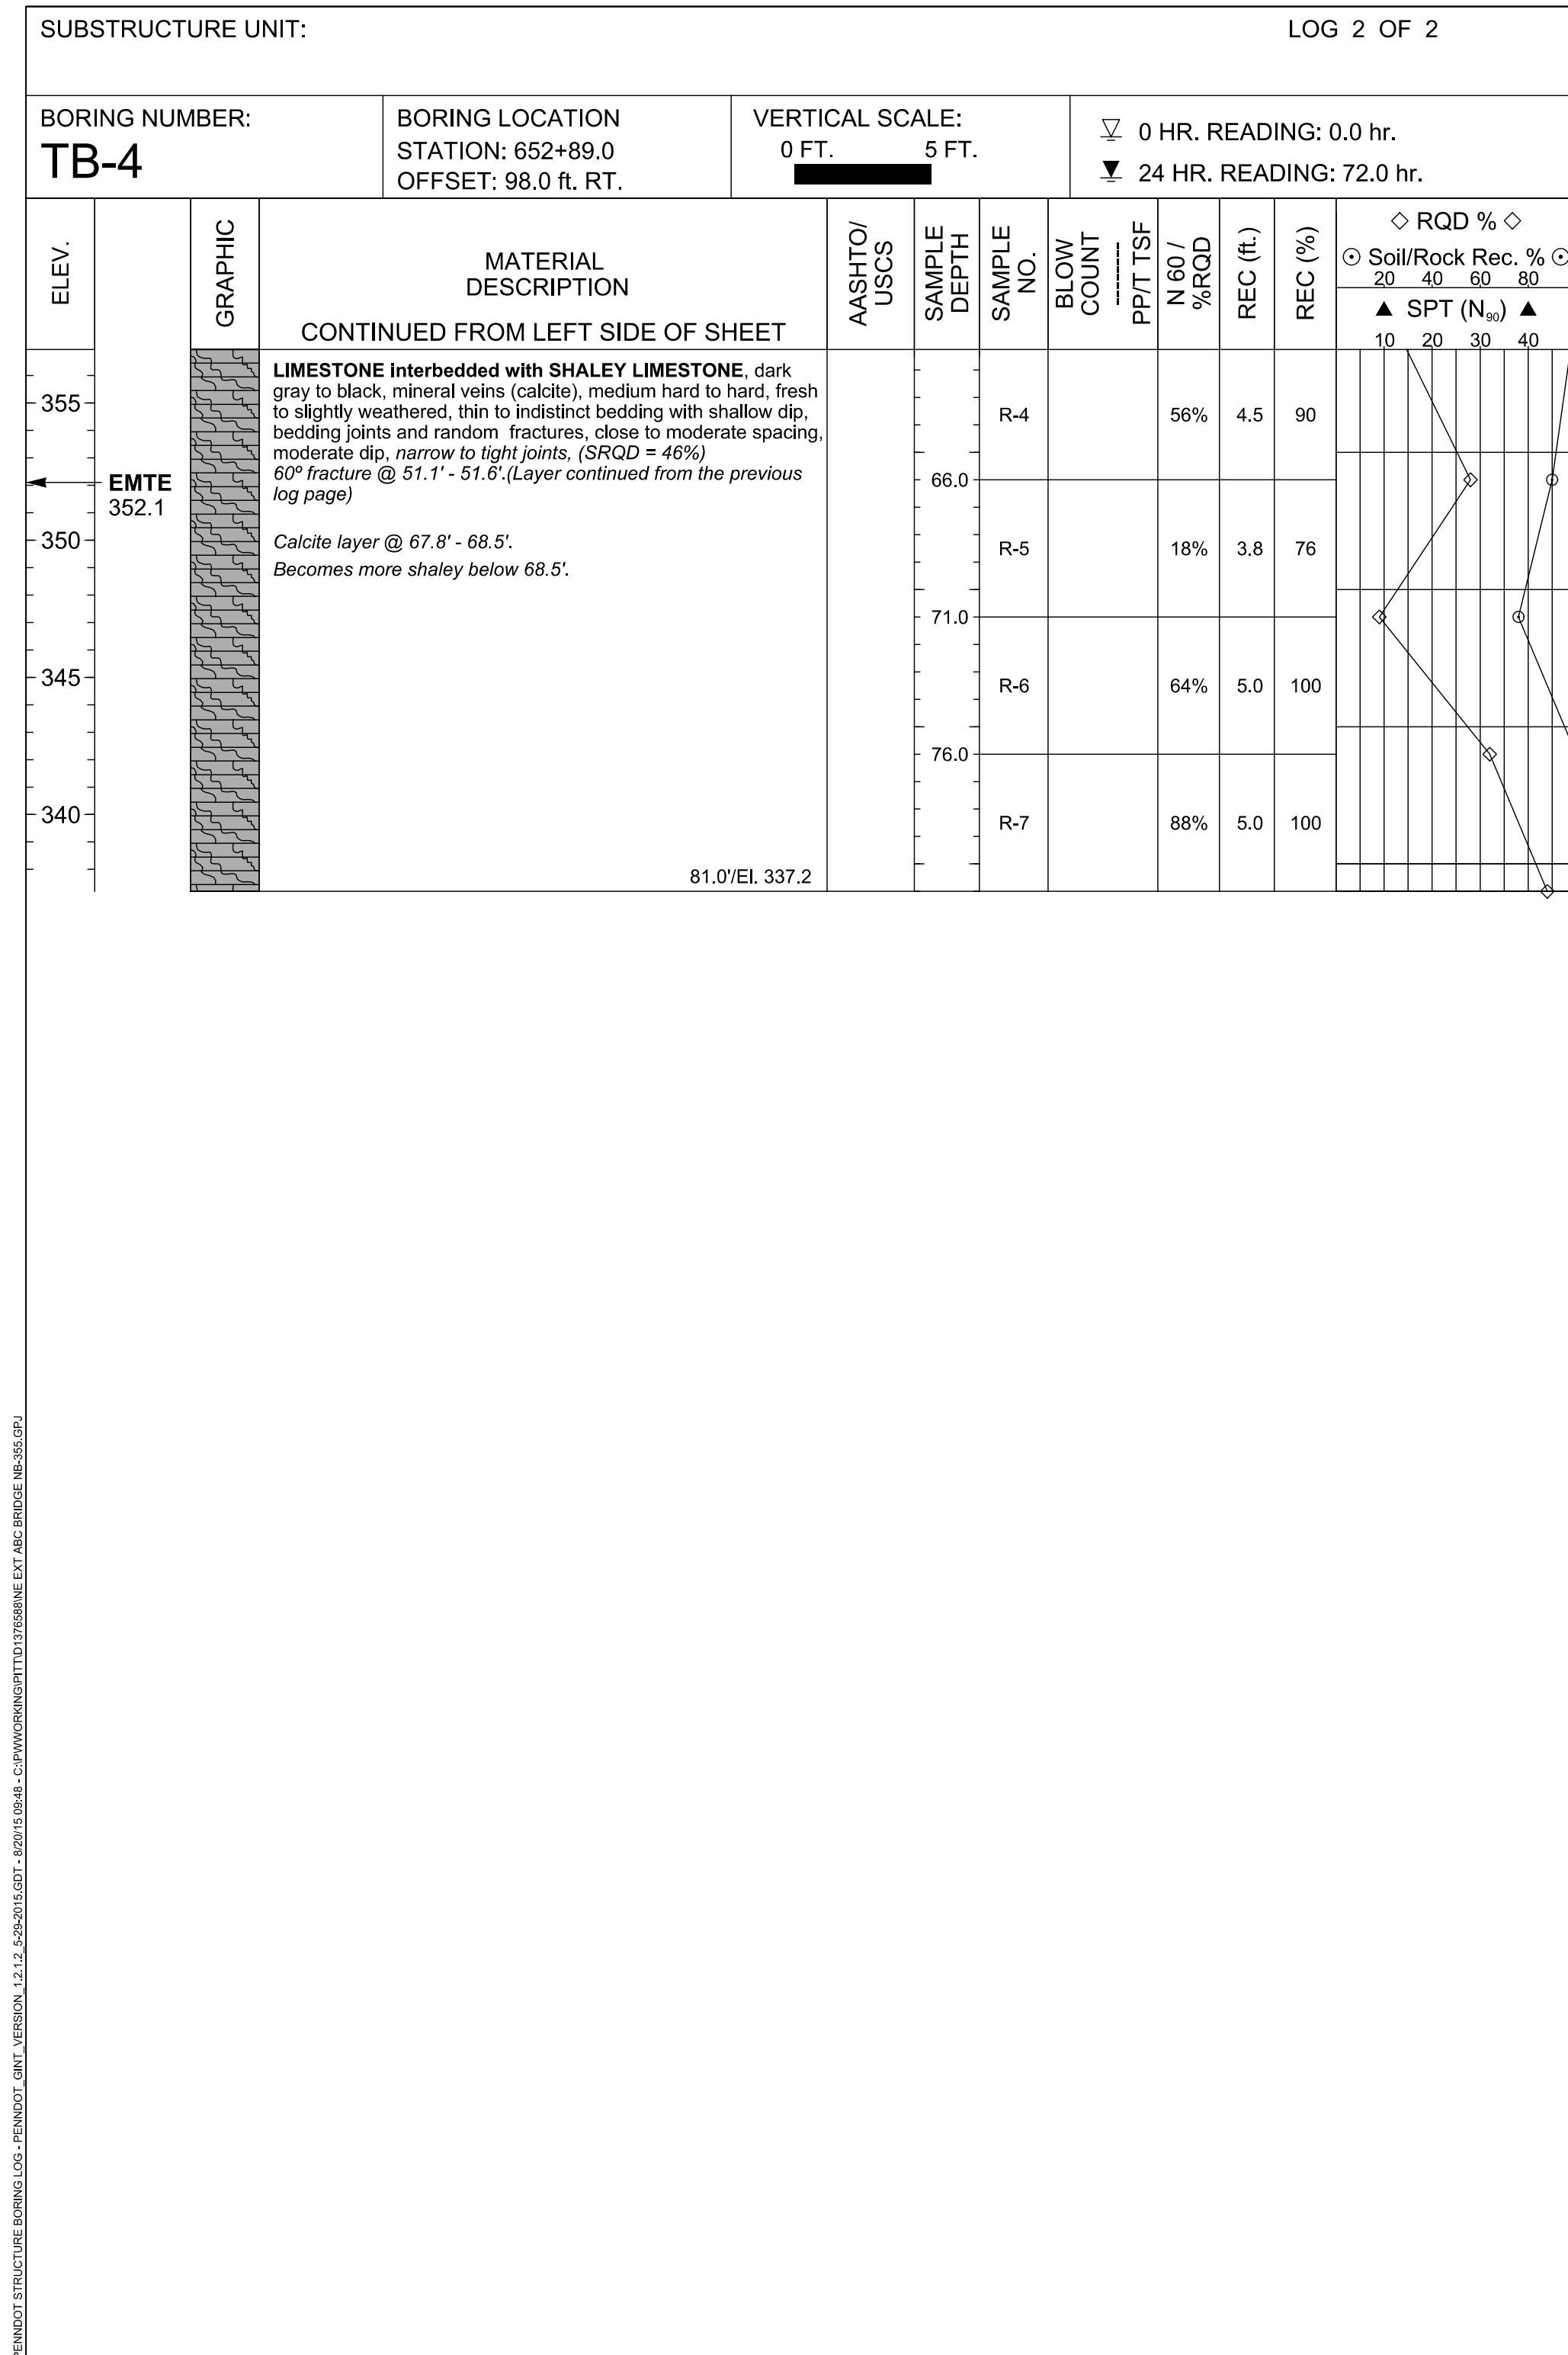 SUBSTRUCTURE UNIT:
LOG 2 OF 2
BORING NUMBER:
TB-4
BORING LOCATION
STATION: 652+89.0
OFFSET: 98.0 ft. RT.
VERTICAL SCALE:
0 FT. 5 FT.
0 HR. READING: 0.0 hr.
24 HR. READING: 72.0 hr.
ELEV.
GRAPHIC
MATERIAL
DESCRIPTION
CONTINUED FROM LEFT SIDE OF SHEET
AASHTO/
USCS
SAMPLE
DEPTH
SAMPLE
NO.
BLOW
COUNT
---------
PP/T TSF
N 60 /
%RQD
REC (ft.)
REC (%)
◇ RQD % ◇
⊙ Soil/Rock Rec. % ⊙
20 40 60 80
▲ SPT (N₉₀) ▲
10 20 30 40
LIMESTONE interbedded with SHALEY LIMESTONE, dark
gray to black, mineral veins (calcite), medium hard to hard, fresh
to slightly weathered, thin to indistinct bedding with shallow dip,
bedding joints and random fractures, close to moderate spacing,
moderate dip, narrow to tight joints, (SRQD = 46%)
60º fracture @ 51.1' - 51.6'.(Layer continued from the previous
log page)
Calcite layer @ 67.8' - 68.5'.
Becomes more shaley below 68.5'.
81.0'/El. 337.2
355
EMTE
352.1
350
345
340
R-4 56% 4.5 90
66.0
R-5 18% 3.8 76
71.0
R-6 64% 5.0 100
76.0
R-7 88% 5.0 100
PENNDOT STRUCTURE BORING LOG - PENNDOT_GINT_VERSION_1.2.1.2_5-29-2015.GDT - 8/20/15 09:48 - C:\PWWORKING\PITT\D1376588\NE EXT ABC BRIDGE NB-355.GPJ